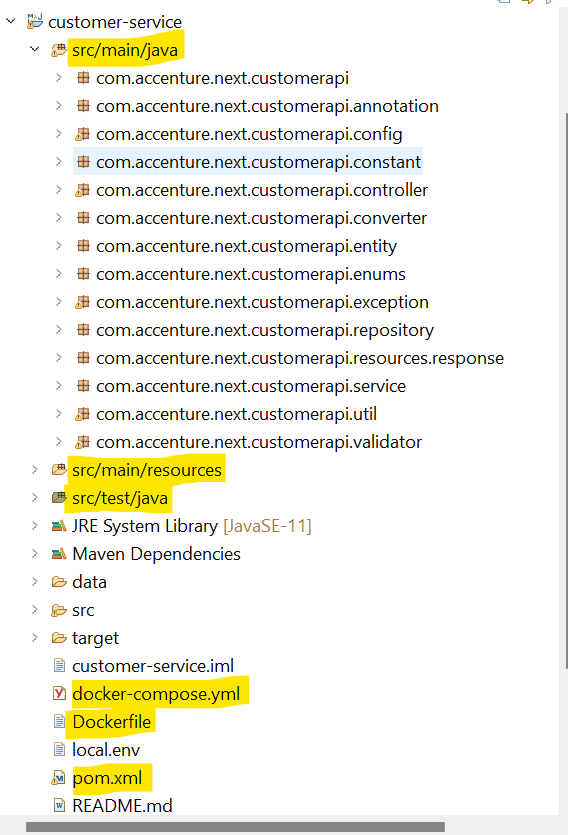 customer-service
src/main/java
com.accenture.next.customerapi
com.accenture.next.customerapi.annotation
com.accenture.next.customerapi.config
com.accenture.next.customerapi.constant
com.accenture.next.customerapi.controller
com.accenture.next.customerapi.converter
com.accenture.next.customerapi.entity
com.accenture.next.customerapi.enums
com.accenture.next.customerapi.exception
com.accenture.next.customerapi.repository
com.accenture.next.customerapi.resources.response
com.accenture.next.customerapi.service
com.accenture.next.customerapi.util
com.accenture.next.customerapi.validator
src/main/resources
src/test/java
JRE System Library [JavaSE-11]
Maven Dependencies
data
src
target
customer-service.iml
docker-compose.yml
Dockerfile
local.env
pom.xml
README.md